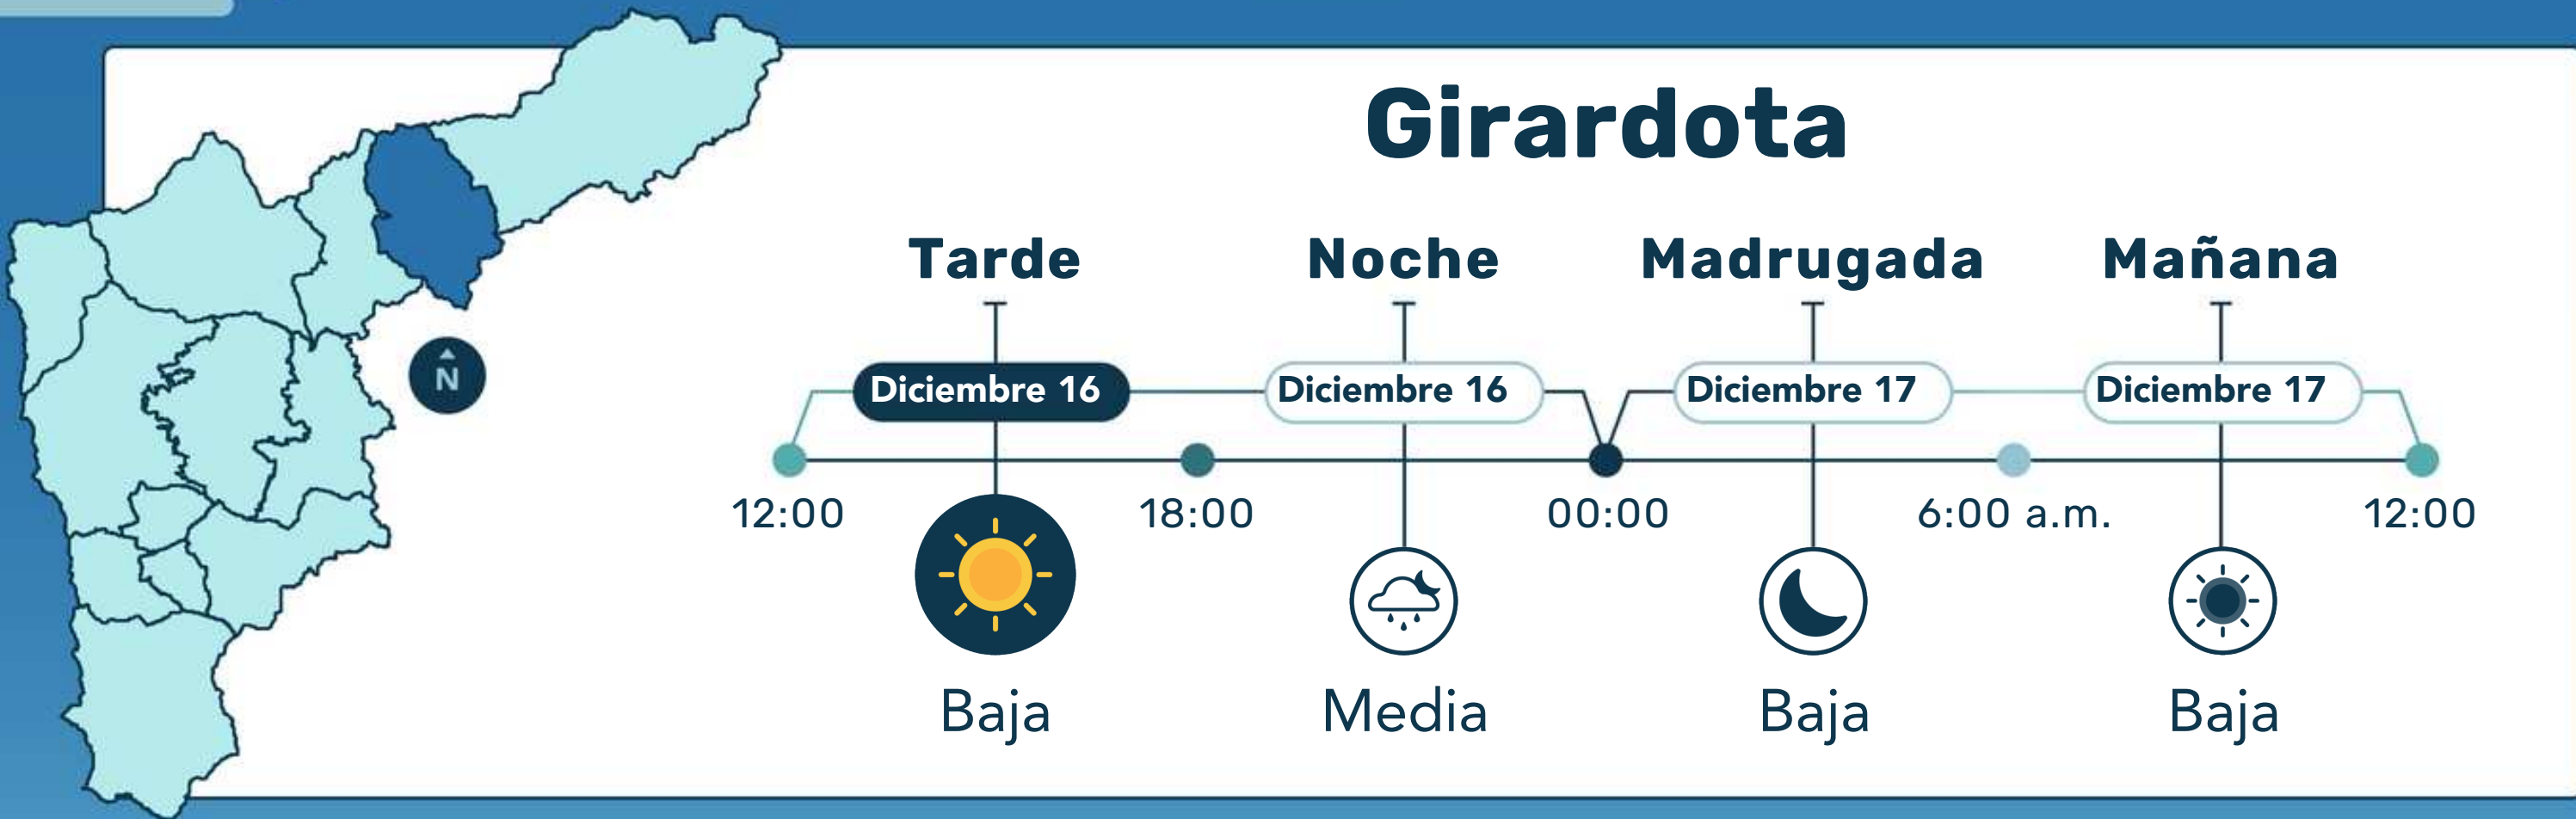 Girardota
Tarde Noche Madrugada Mañana
Diciembre 16 Diciembre 16 Diciembre 17 Diciembre 17
N
12:00 18:00 00:00 6:00 a.m. 12:00
Baja Media Baja Baja